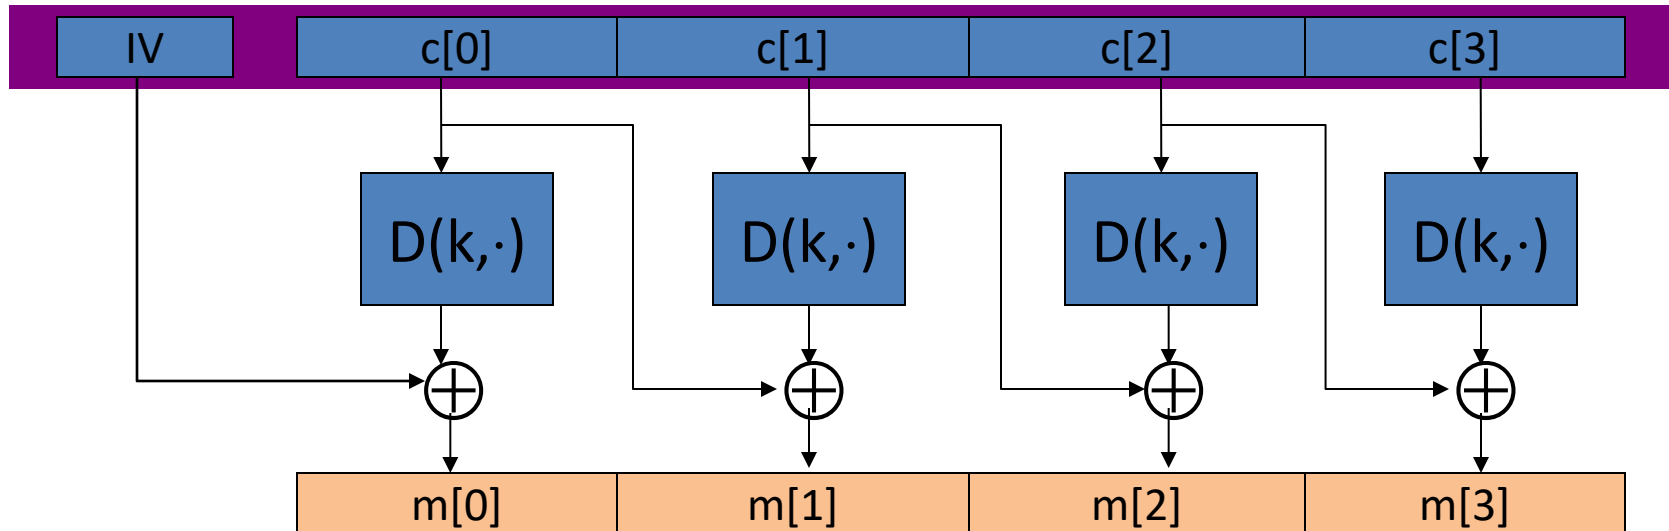 IV c[0] c[1] c[2] c[3]
D(k,·) D(k,·) D(k,·) D(k,·)
m[0] m[1] m[2] m[3]